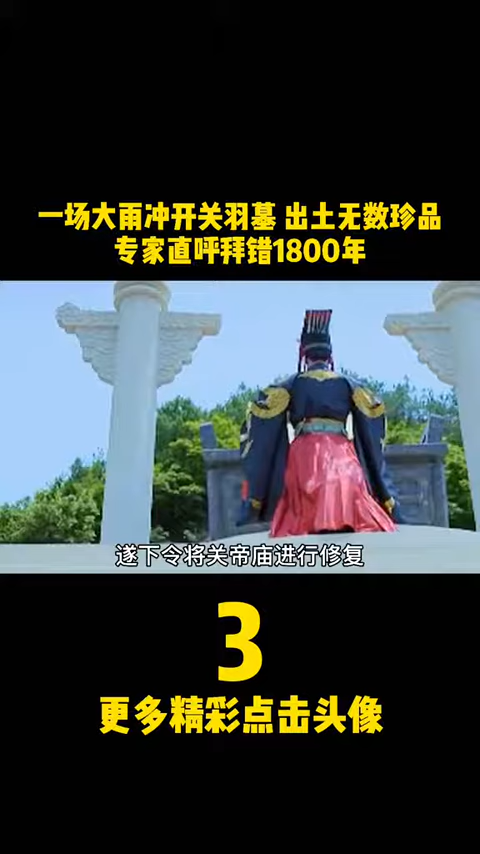 一场大雨冲开关羽墓 出土无数珍品
专家直呼拜错1800年
遂下令将关帝庙进行修复
3
更多精彩点击头像